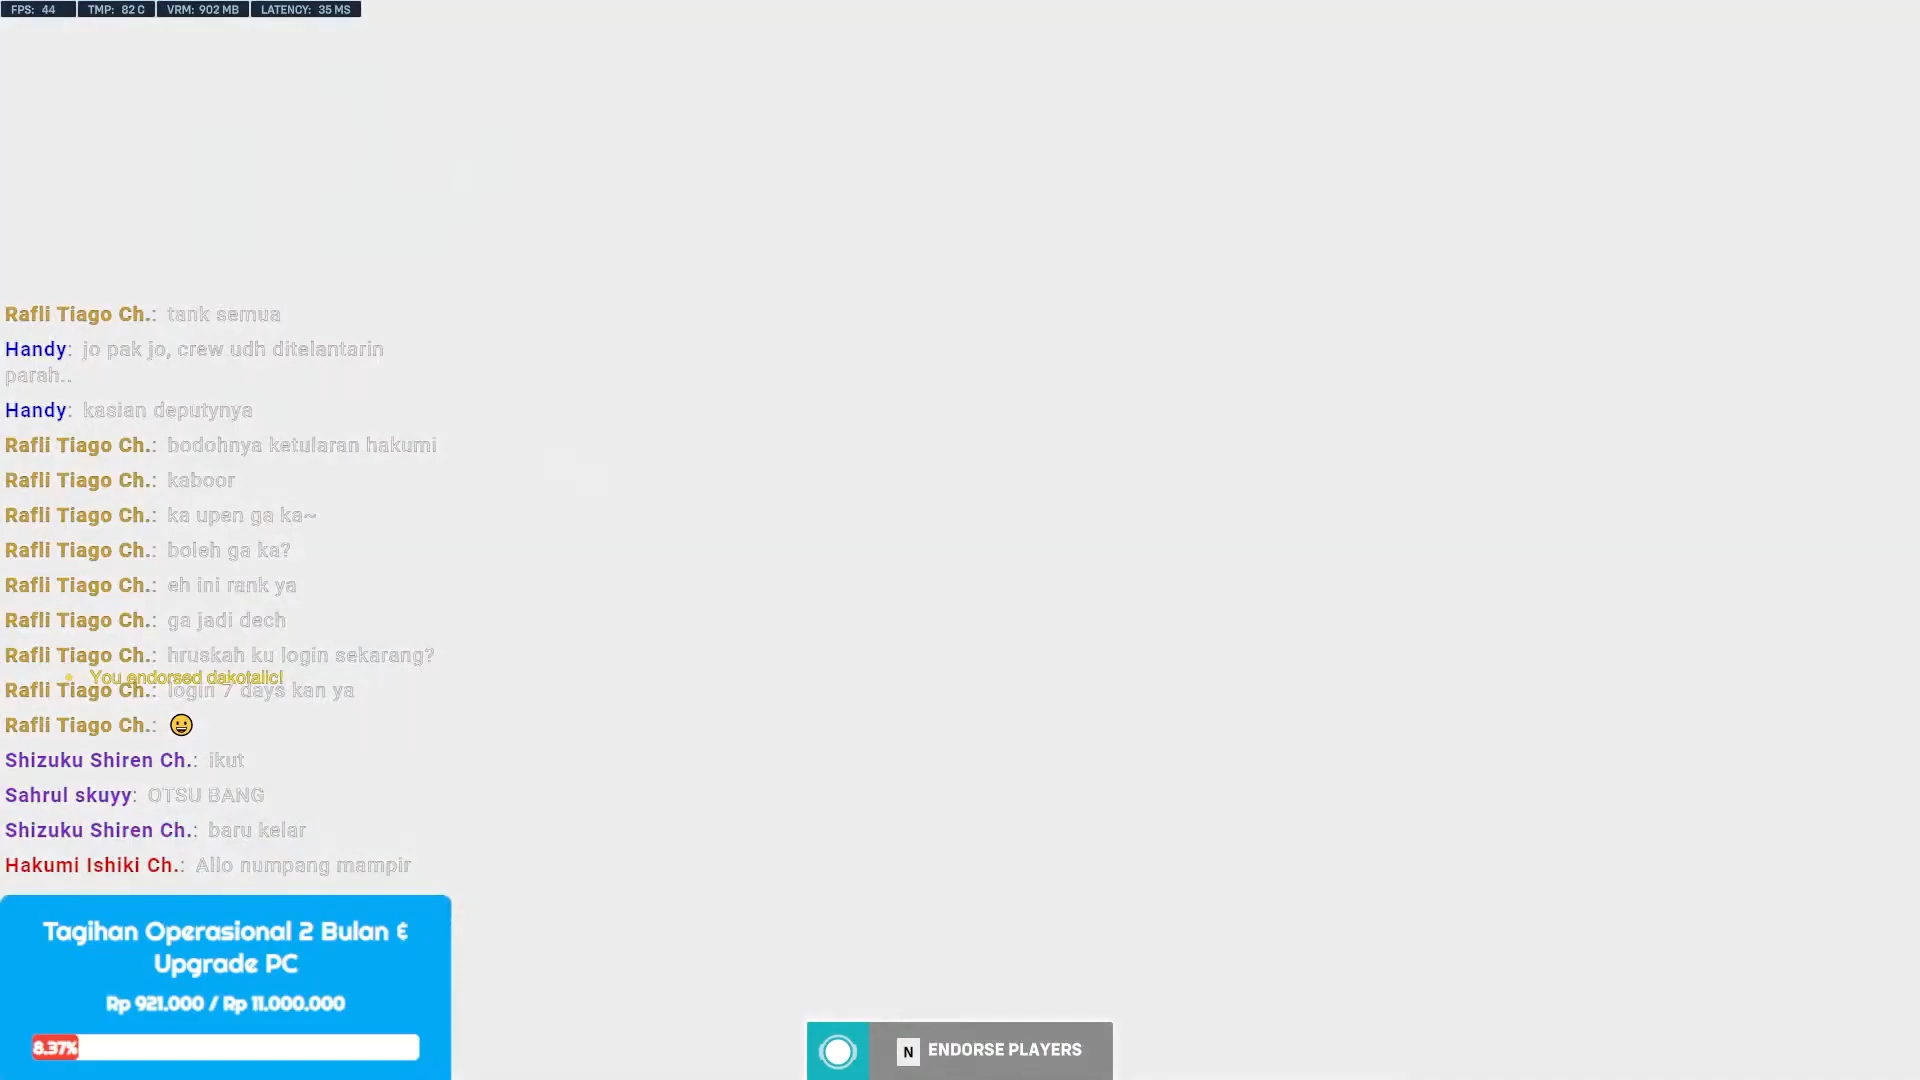 FPS: 44 TMP: 82 C VRM: 902 MB LATENCY: 35 MS
Rafli Tiago Ch.: tank semua
Handy: jo pak jo, crew udh ditelantarin
parah..
Handy: kasian deputynya
Rafli Tiago Ch.: bodohnya ketularan hakumi
Rafli Tiago Ch.: kaboor
Rafli Tiago Ch.: ka upen ga ka~
Rafli Tiago Ch.: boleh ga ka?
Rafli Tiago Ch.: eh ini rank ya
Rafli Tiago Ch.: ga jadi dech
Rafli Tiago Ch.: hruskah ku login sekarang?
You endorsed dakotalic!
Rafli Tiago Ch.: login 7 days kan ya
Rafli Tiago Ch.: 😀
Shizuku Shiren Ch.: ikut
Sahrul skuyy: OTSU BANG
Shizuku Shiren Ch.: baru kelar
Hakumi Ishiki Ch.: Allo numpang mampir
Tagihan Operasional 2 Bulan &
Upgrade PC
Rp 921.000 / Rp 11.000.000
8.37%
N ENDORSE PLAYERS